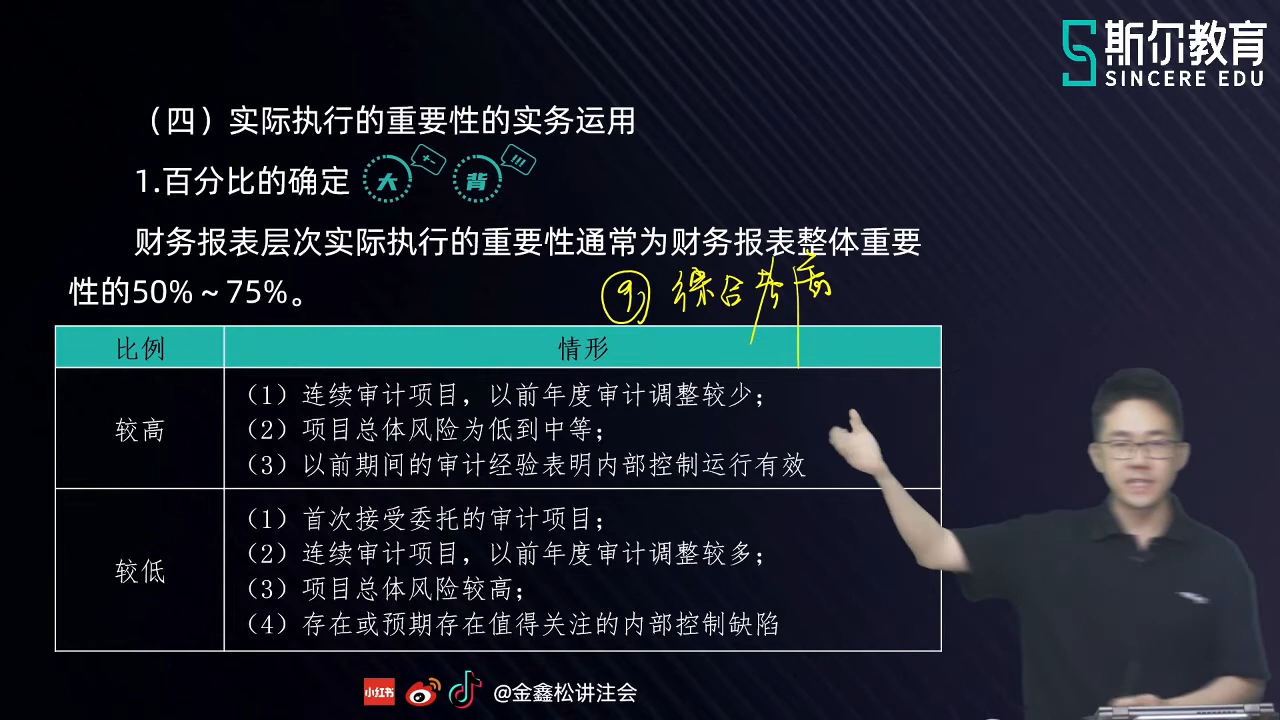 斯尔教育
SINCERE EDU
（四）实际执行的重要性的实务运用
1.百分比的确定 大 背
财务报表层次实际执行的重要性通常为财务报表整体重要
性的50%～75%。
综合考虑
比例 情形
较高
（1）连续审计项目，以前年度审计调整较少；
（2）项目总体风险为低到中等；
（3）以前期间的审计经验表明内部控制运行有效
较低
（1）首次接受委托的审计项目；
（2）连续审计项目，以前年度审计调整较多；
（3）项目总体风险较高；
（4）存在或预期存在值得关注的内部控制缺陷
小红书 @金鑫松讲注会